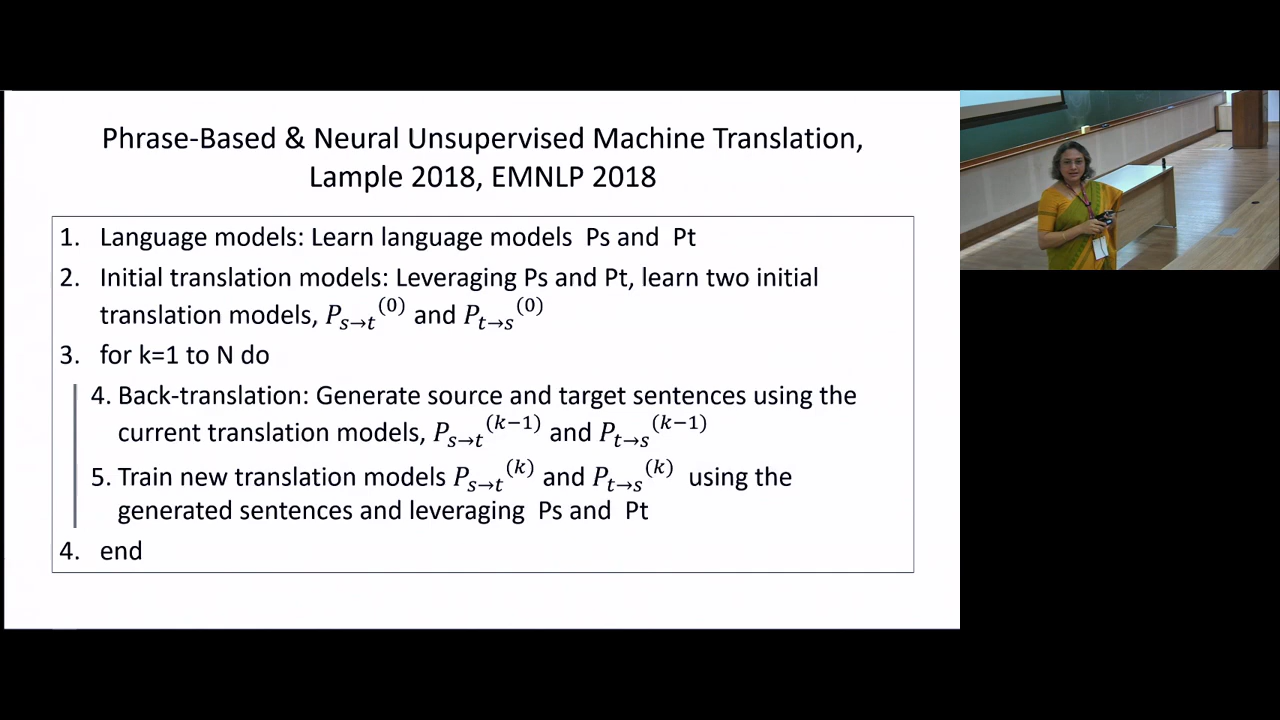 Phrase-Based & Neural Unsupervised Machine Translation,
Lample 2018, EMNLP 2018
1. Language models: Learn language models Ps and Pt
2. Initial translation models: Leveraging Ps and Pt, learn two initial
translation models, $P_{s→t}^{(0)}$ and $P_{t→s}^{(0)}$
3. for k=1 to N do
4. Back-translation: Generate source and target sentences using the
current translation models, $P_{s→t}^{(k-1)}$ and $P_{t→s}^{(k-1)}$
5. Train new translation models $P_{s→t}^{(k)}$ and $P_{t→s}^{(k)}$ using the
generated sentences and leveraging Ps and Pt
4. end